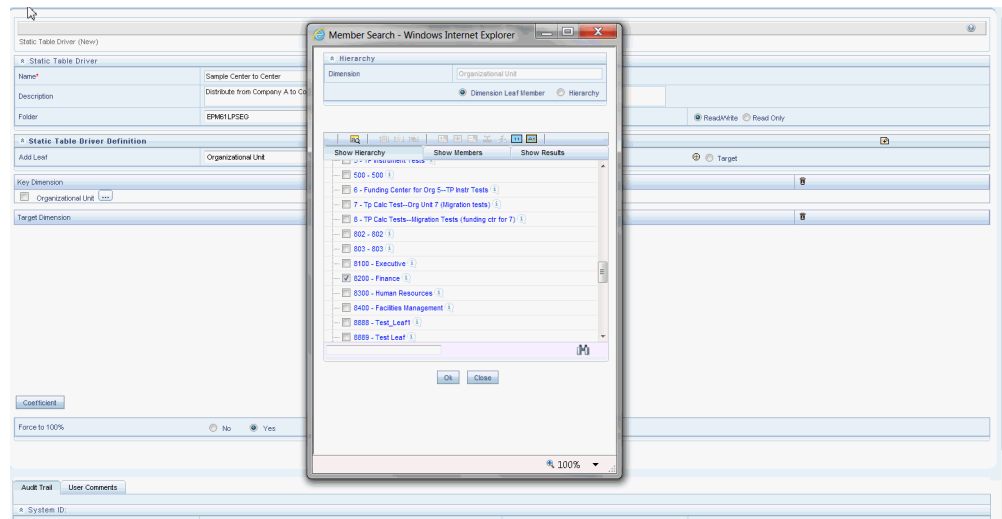 Static Table Driver (New)
Static Table Driver
Name*
Sample Center to Center
Description
Distribute from Company A to Co
Folder
EPM61LPSEG
Read/Write
Read Only
Static Table Driver Definition
Add Leaf
Organizational Unit
Target
Key Dimension
Organizational Unit
...
Target Dimension
Coefficient
Force to 100%
No
Yes
Audit Trail
User Comments
System ID:
Member Search - Windows Internet Explorer
Hierarchy
Dimension
Organizational Unit
Dimension Leaf Member
Hierarchy
Show Hierarchy
Show Members
Show Results
5 - TP Instrument Tests
500 - 500
6 - Funding Center for Org 5--TP Instr Tests
7 - Tp Calc Test--Org Unit 7 (Migration tests)
8 - TP Calc Tests--Migration Tests (funding ctr for 7)
802 - 802
803 - 803
8100 - Executive
8200 - Finance
8300 - Human Resources
8400 - Facilities Management
8888 - Test_Leaf1
8889 - Test Leaf
Ok
Close
100%